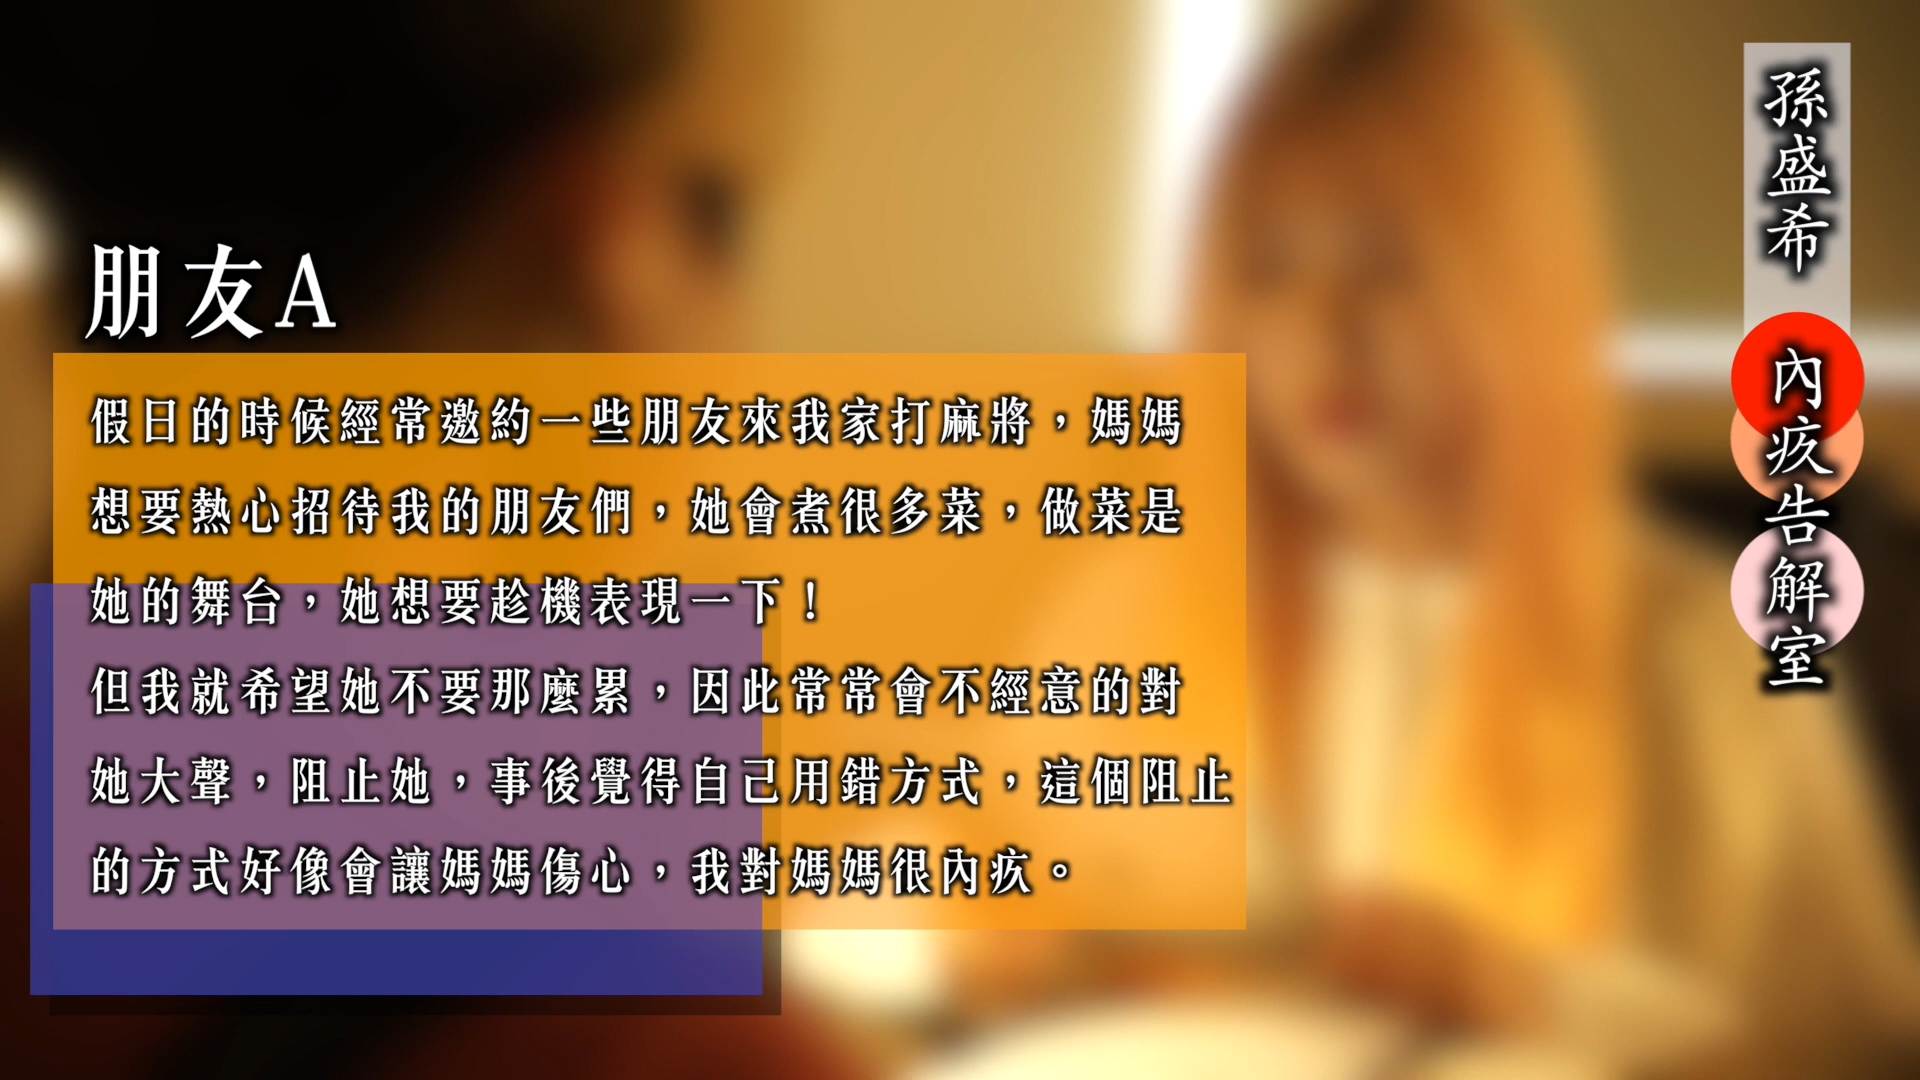 孫盛希
內疚告解室
朋友A
假日的時候經常邀約一些朋友來我家打麻將，媽媽
想要熱心招待我的朋友們，她會煮很多菜，做菜是
她的舞台，她想要趁機表現一下！
但我就希望她不要那麼累，因此常常會不經意的對
她大聲，阻止她，事後覺得自己用錯方式，這個阻止
的方式好像會讓媽媽傷心，我對媽媽很內疚。